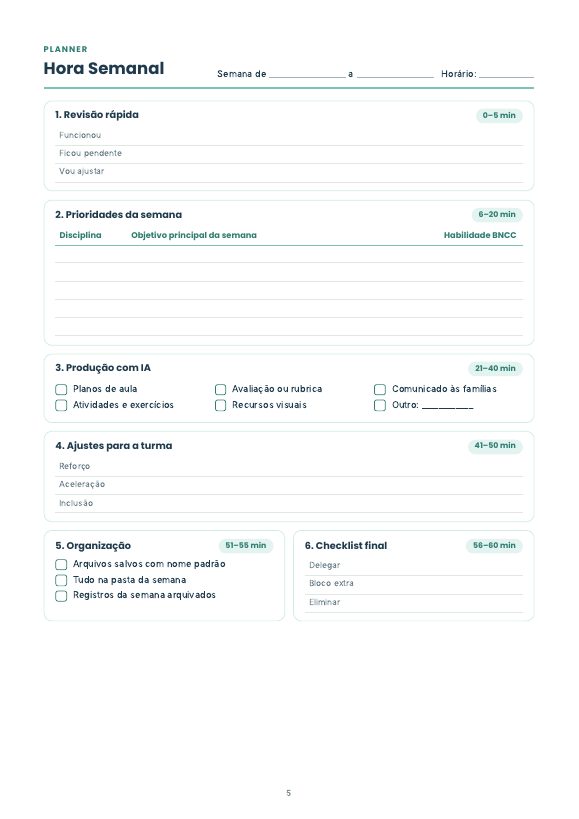 PLANNER
Hora Semanal
Semana de ______________ a ______________ Horário: __________
1. Revisão rápida 0–5 min
Funcionou
Ficou pendente
Vou ajustar
2. Prioridades da semana 6–20 min
Disciplina Objetivo principal da semana Habilidade BNCC
3. Produção com IA 21–40 min
Planos de aula Avaliação ou rubrica Comunicado às famílias
Atividades e exercícios Recursos visuais Outro: __________
4. Ajustes para a turma 41–50 min
Reforço
Aceleração
Inclusão
5. Organização 51–55 min
Arquivos salvos com nome padrão
Tudo na pasta da semana
Registros da semana arquivados
6. Checklist final 56–60 min
Delegar
Bloco extra
Eliminar
5